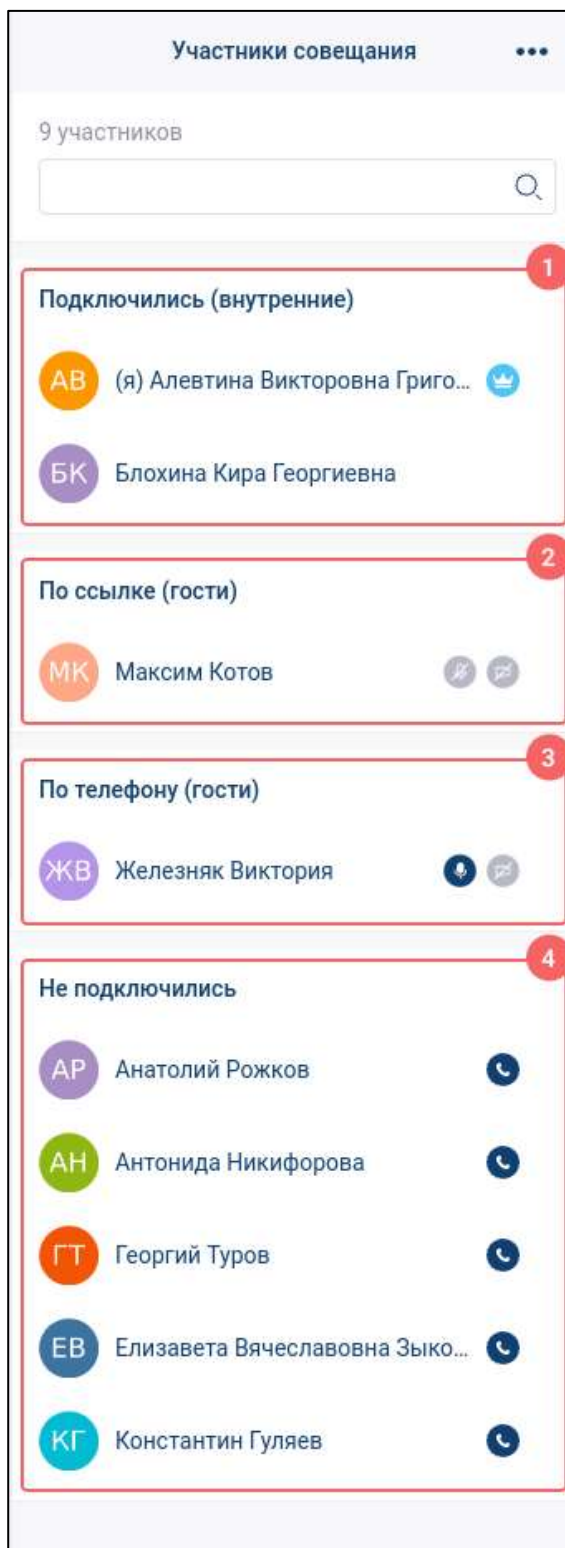 Участники совещания
9 участников
1
Подключились (внутренние)
АВ (я) Алевтина Викторовна Григо...
БК Блохина Кира Георгиевна
2
По ссылке (гости)
МК Максим Котов
3
По телефону (гости)
ЖВ Железняк Виктория
4
Не подключились
АР Анатолий Рожков
АН Антонида Никифорова
ГТ Георгий Туров
ЕВ Елизавета Вячеславовна Зыко...
КГ Константин Гуляев